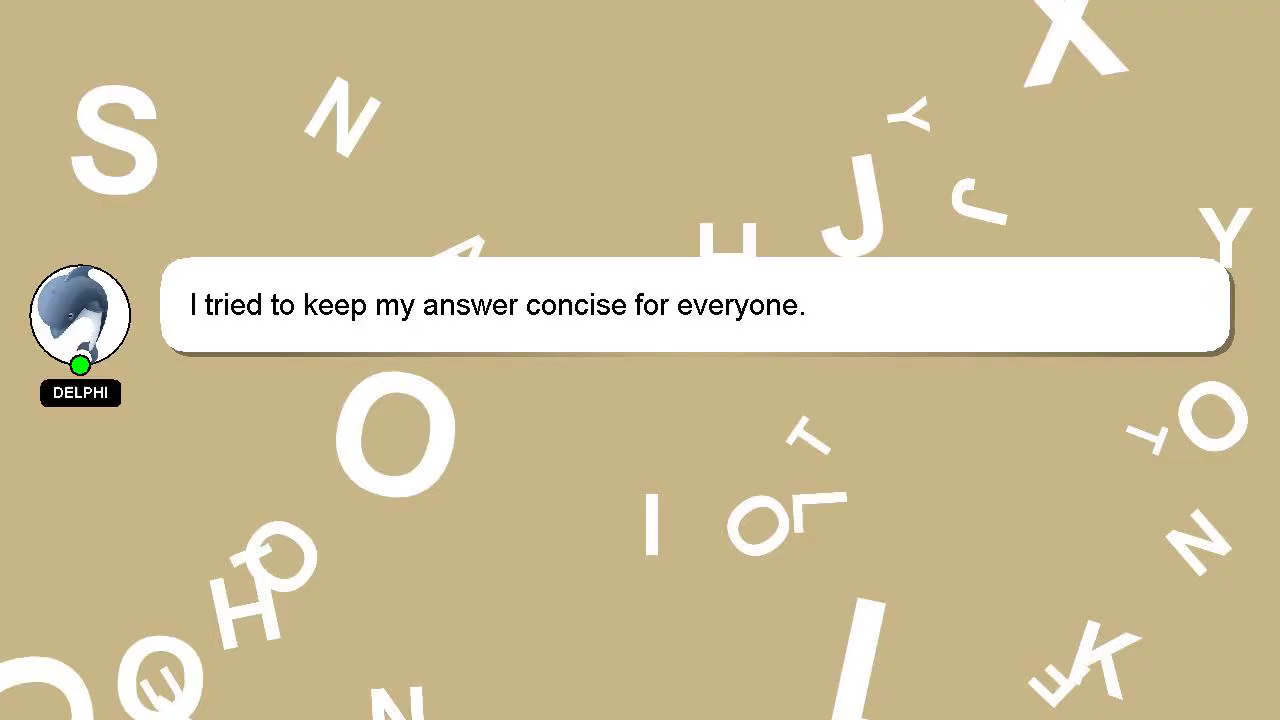 S
N
X
Y
J
J
Y
H
A
I tried to keep my answer concise for everyone.
DELPHI
O
T
T
O
I
O
L
N
O
T
H
K
E
O
N